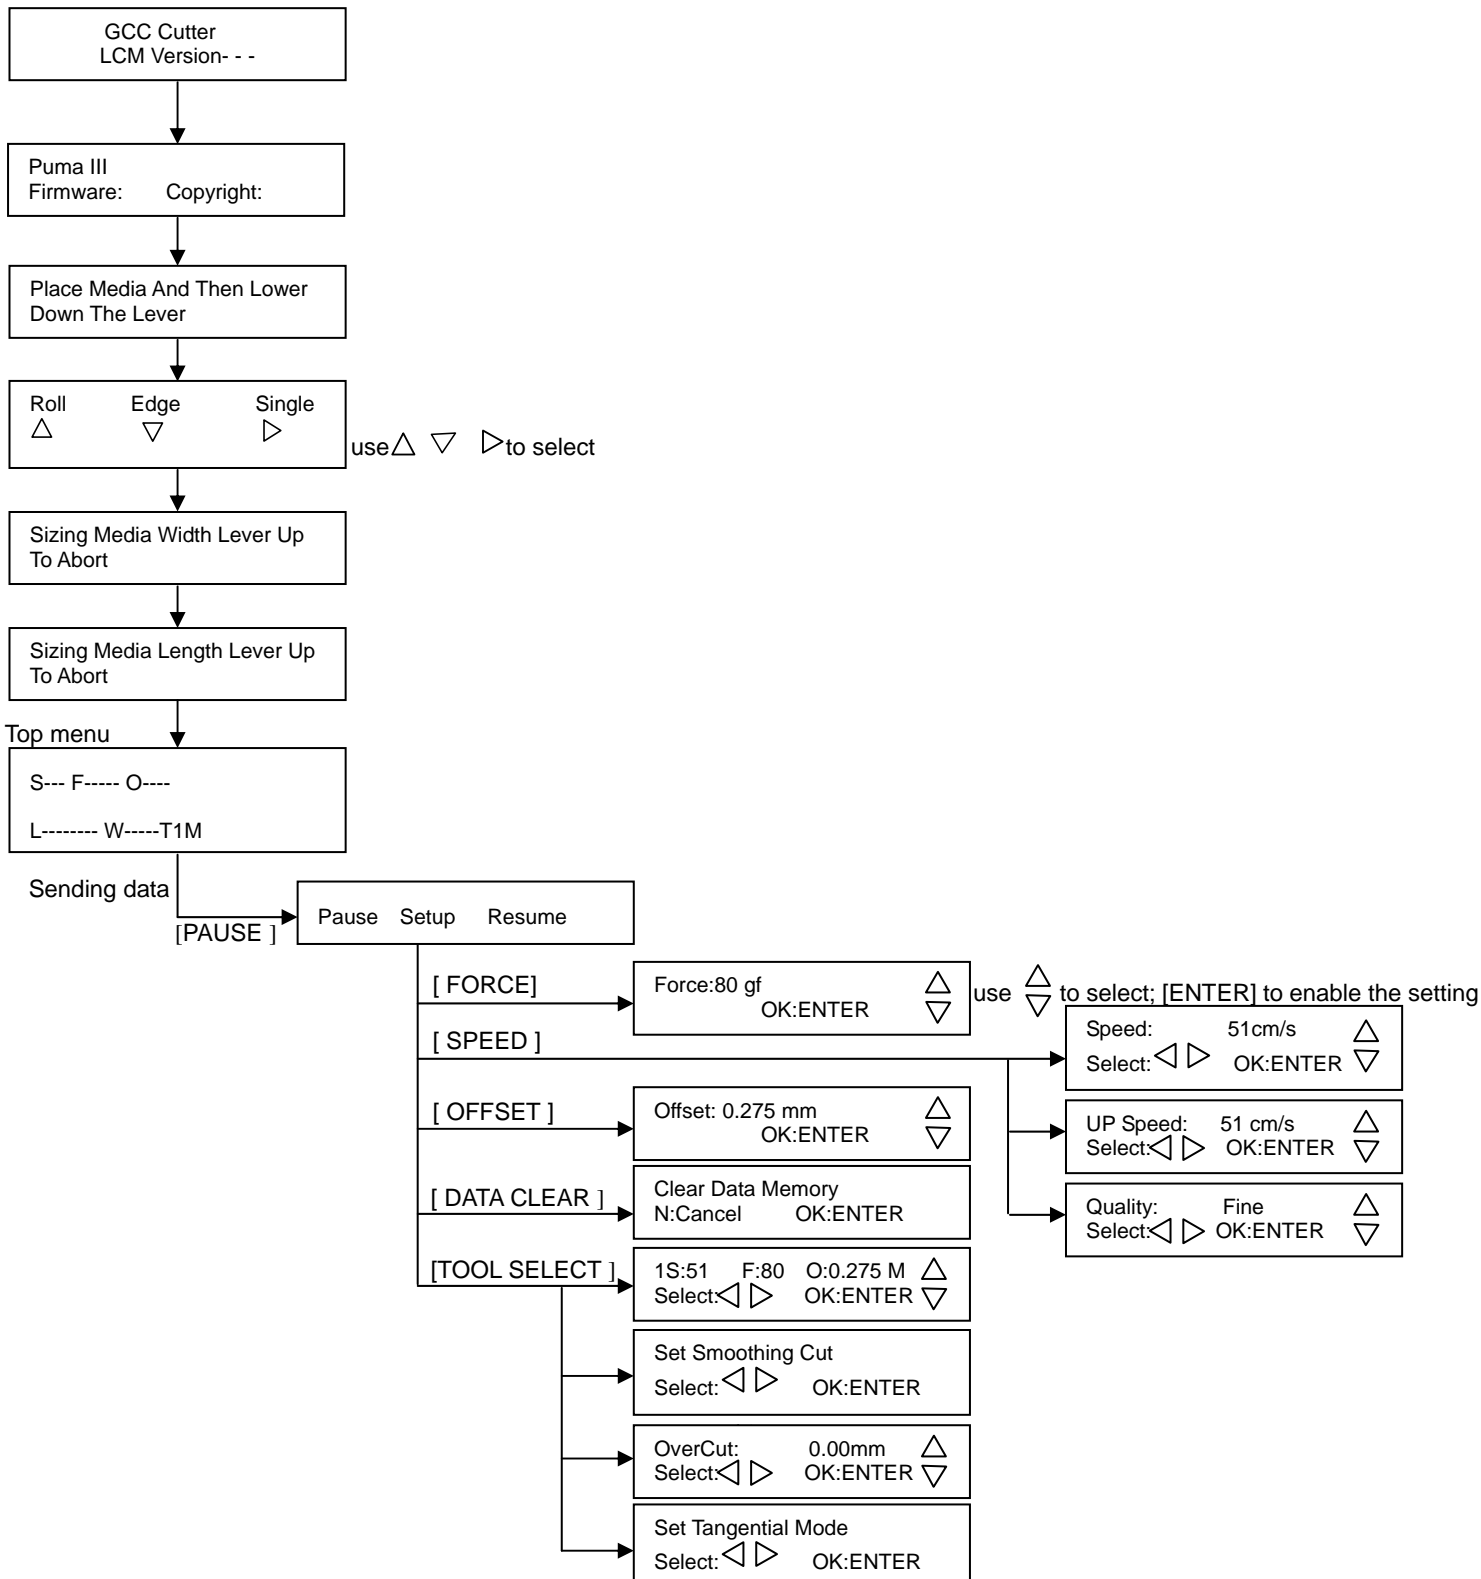 GCC Cutter
LCM Version- - -
Puma III
Firmware: Copyright:
Place Media And Then Lower
Down The Lever
Roll Edge Single
use to select
Sizing Media Width Lever Up
To Abort
Sizing Media Length Lever Up
To Abort
Top menu
S--- F----- O----
L-------- W-----T1M
Sending data
[PAUSE ]
Pause Setup Resume
[ FORCE]
Force:80 gf
OK:ENTER
use to select; [ENTER] to enable the setting
[ SPEED ]
Speed: 51cm/s
Select: OK:ENTER
UP Speed: 51 cm/s
Select: OK:ENTER
Quality: Fine
Select: OK:ENTER
[ OFFSET ]
Offset: 0.275 mm
OK:ENTER
[ DATA CLEAR ]
Clear Data Memory
N:Cancel OK:ENTER
[TOOL SELECT ]
1S:51 F:80 O:0.275 M
Select: OK:ENTER
Set Smoothing Cut
Select: OK:ENTER
OverCut: 0.00mm
Select: OK:ENTER
Set Tangential Mode
Select: OK:ENTER